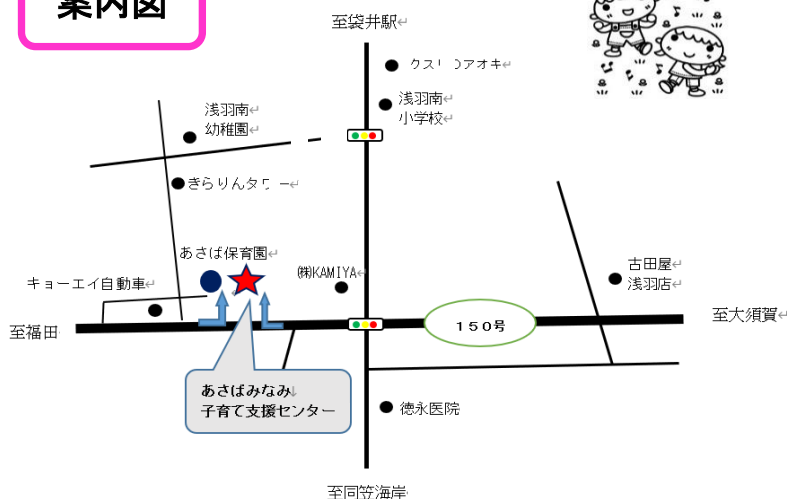 案内図
至袋井駅
クスリのアオキ
浅羽南
小学校
浅羽南
幼稚園
きらりんタワー
あさば保育園
キョーエイ自動車
㈱KAMIYA
古田屋
浅羽店
至福田
150号
至大須賀
あさばみなみ
子育て支援センター
徳永医院
至同笠海岸